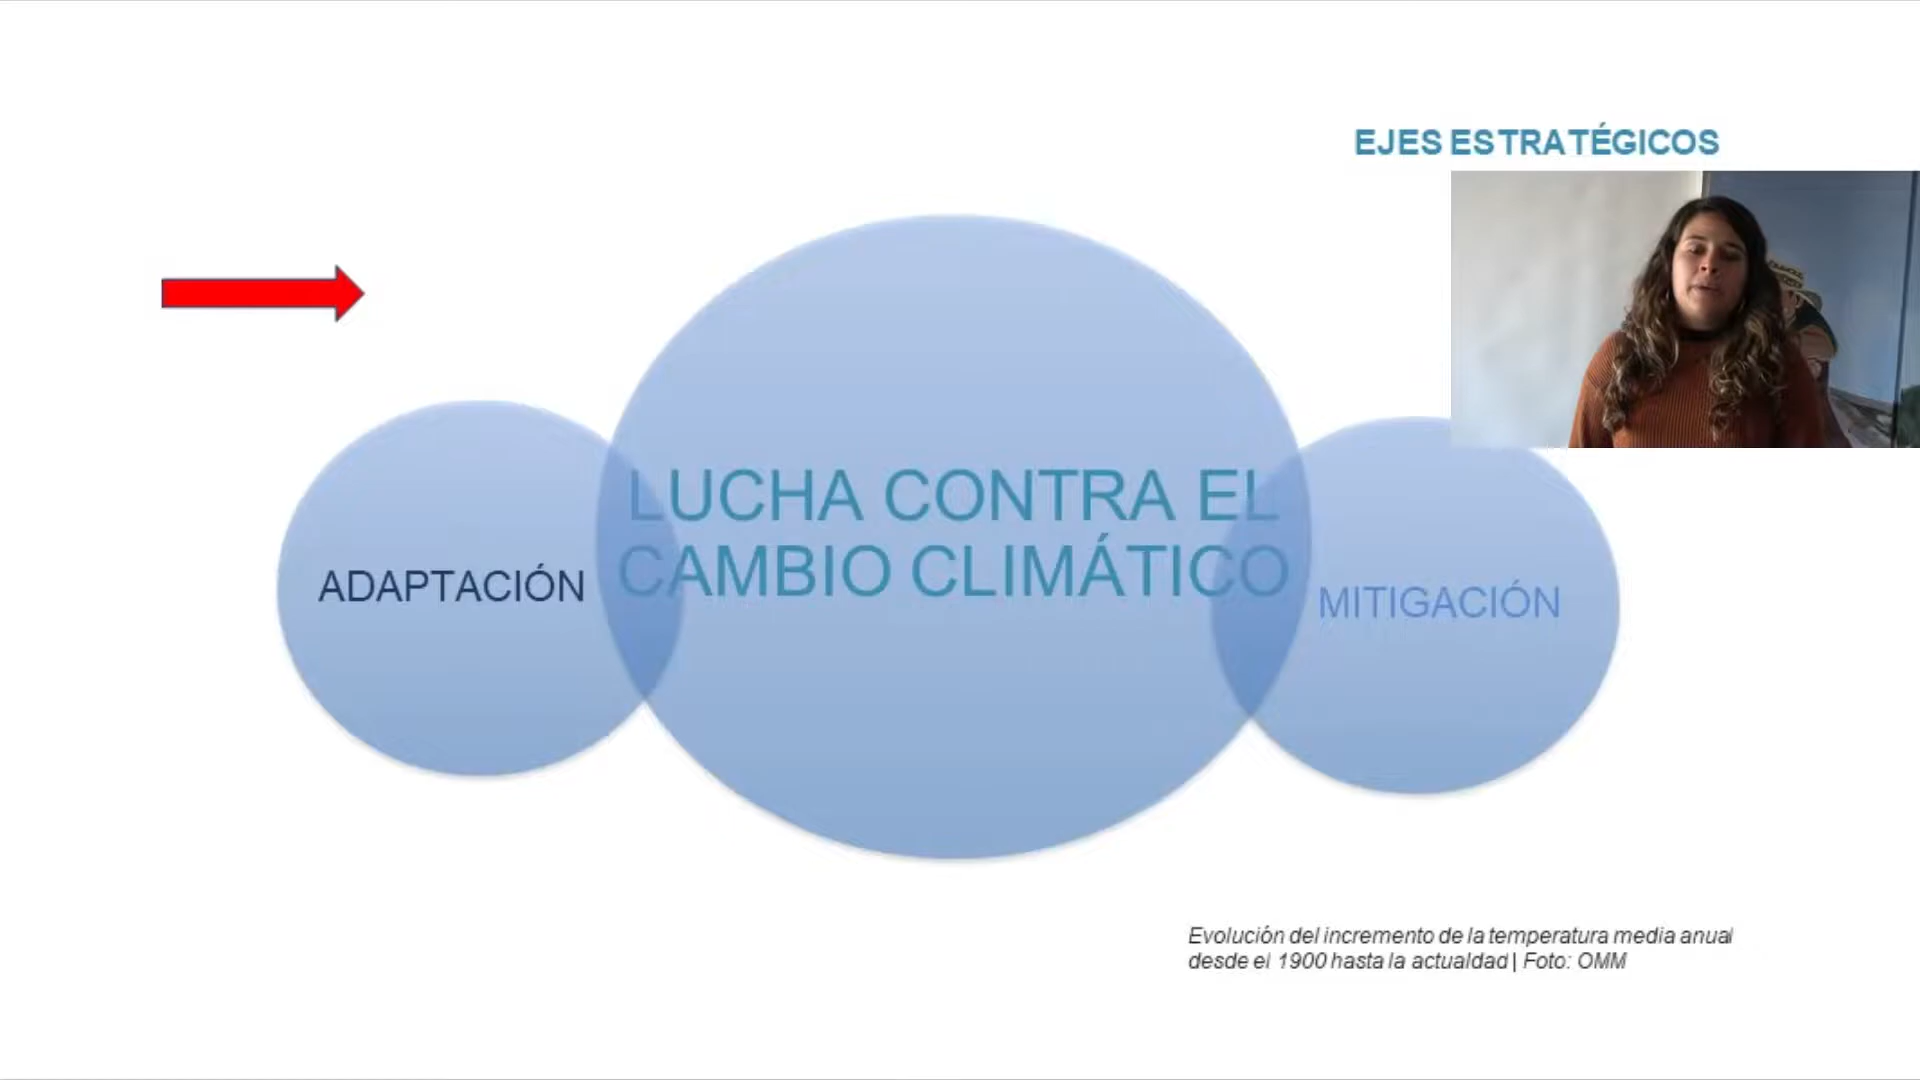 EJES ESTRATÉGICOS
LUCHA CONTRA EL
CAMBIO CLIMÁTICO
ADAPTACIÓN
MITIGACIÓN
Evolución del incremento de la temperatura media anual
desde el 1900 hasta la actualdad | Foto: OMM